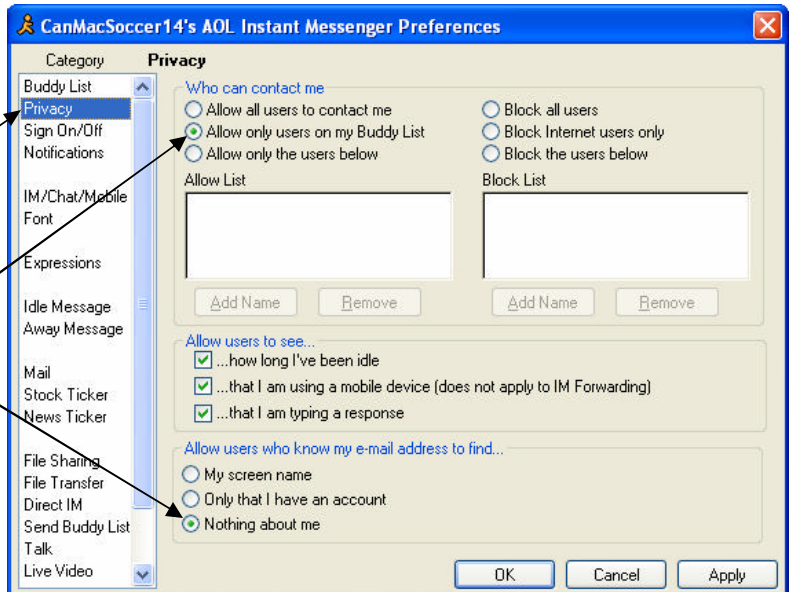 CanMacSoccer14's AOL Instant Messenger Preferences
Category
Privacy
Buddy List
Privacy
Sign On/Off
Notifications
IM/Chat/Mobile
Font
Expressions
Idle Message
Away Message
Mail
Stock Ticker
News Ticker
File Sharing
File Transfer
Direct IM
Send Buddy List
Talk
Live Video
Who can contact me
Allow all users to contact me
Allow only users on my Buddy List
Allow only the users below
Block all users
Block Internet users only
Block the users below
Allow List
Block List
Add Name
Remove
Add Name
Remove
Allow users to see...
...how long I've been idle
...that I am using a mobile device (does not apply to IM Forwarding)
...that I am typing a response
Allow users who know my e-mail address to find...
My screen name
Only that I have an account
Nothing about me
OK
Cancel
Apply